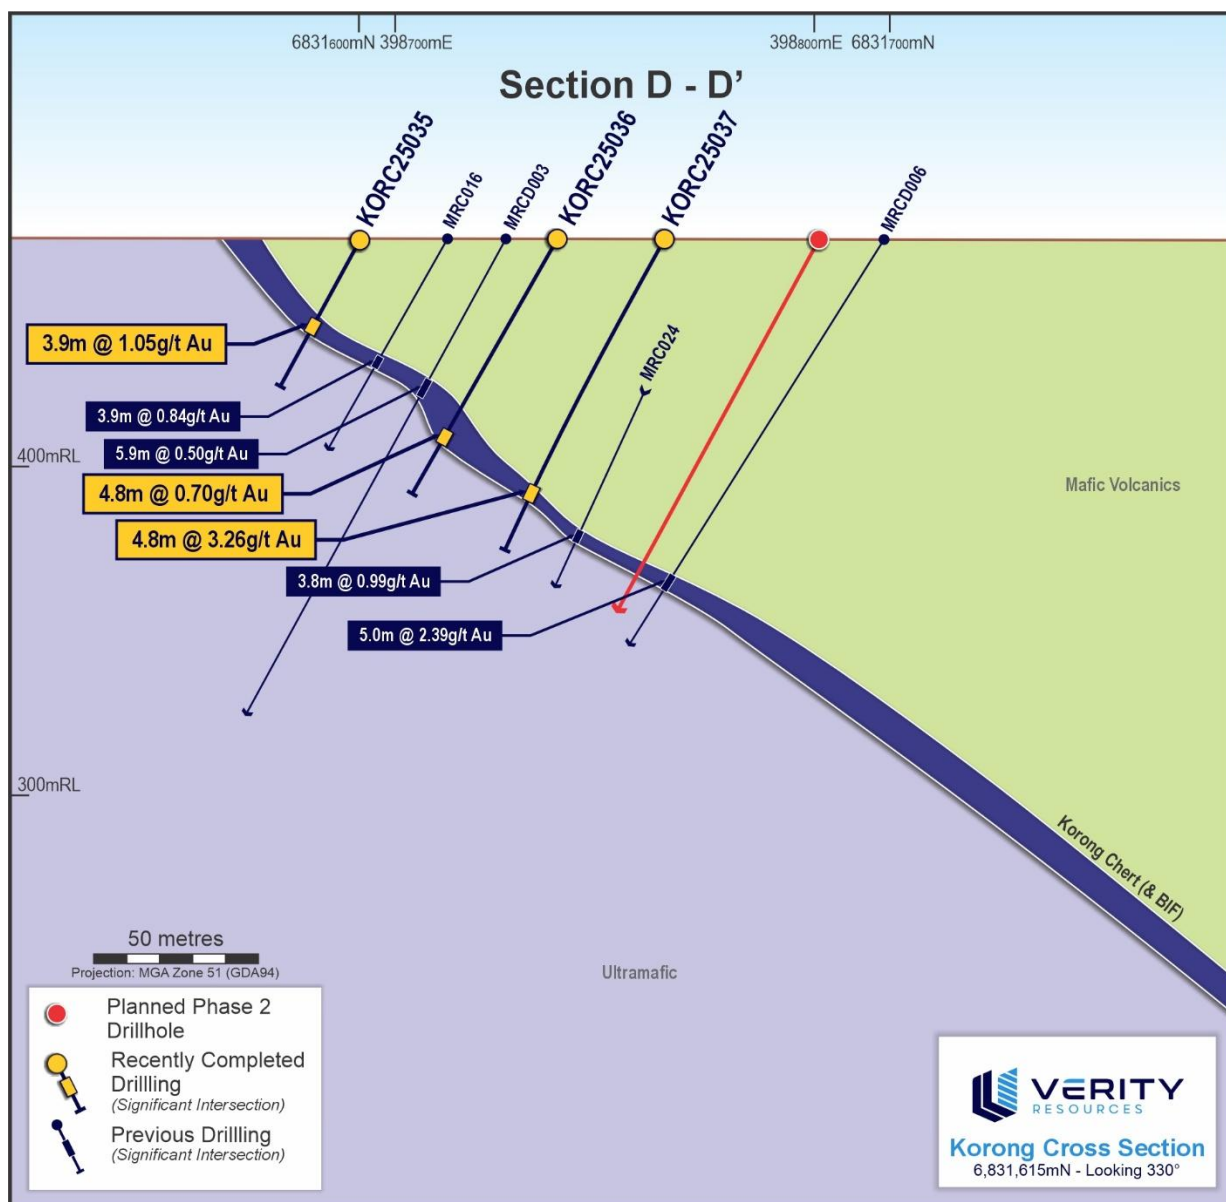 6831600mN 398700mE 398800mE 6831700mN
Section D - D'
KORC25035
MRC016
MRCD003
KORC25036
KORC25037
MRCD006
MRC024
3.9m @ 1.05g/t Au
3.9m @ 0.84g/t Au
5.9m @ 0.50g/t Au
400mRL
4.8m @ 0.70g/t Au
Mafic Volcanics
4.8m @ 3.26g/t Au
3.8m @ 0.99g/t Au
5.0m @ 2.39g/t Au
300mRL
Korong Chert (& BIF)
Ultramafic
50 metres
Projection: MGA Zone 51 (GDA94)
Planned Phase 2
Drillhole
Recently Completed
Drillling
(Significant Intersection)
Previous Drillling
(Significant Intersection)
VERITY
RESOURCES
Korong Cross Section
6,831,615mN - Looking 330°